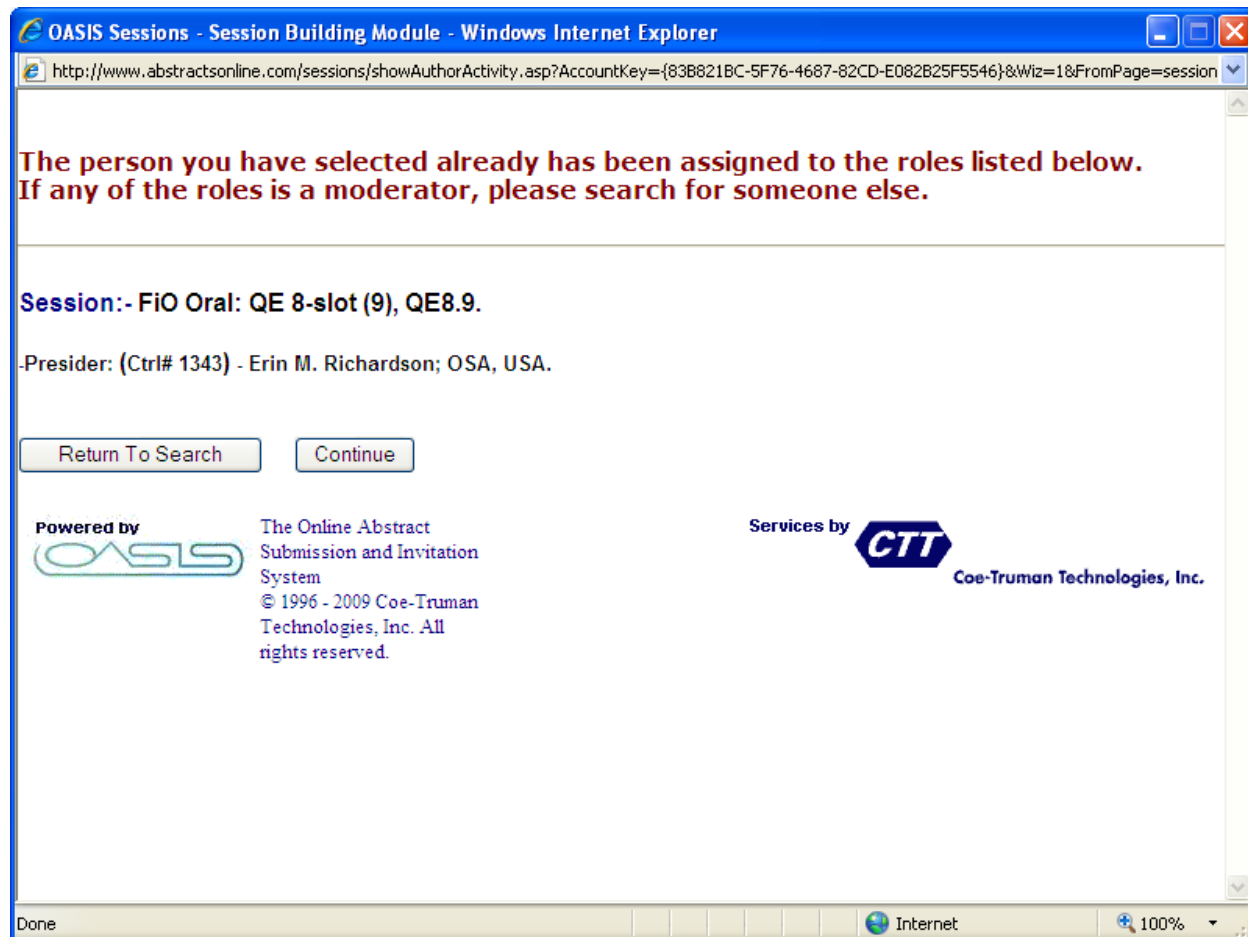 OASIS Sessions - Session Building Module - Windows Internet Explorer
http://www.abstractsonline.com/sessions/showAuthorActivity.asp?AccountKey={83B821BC-5F76-4687-82CD-E082B25F5546}&Wiz=1&FromPage=session
The person you have selected already has been assigned to the roles listed below.
If any of the roles is a moderator, please search for someone else.
Session:- FiO Oral: QE 8-slot (9), QE8.9.
-Presider: (Ctrl# 1343) - Erin M. Richardson; OSA, USA.
Return To Search
Continue
Powered by
OASIS
The Online Abstract
Submission and Invitation
System
© 1996 - 2009 Coe-Truman
Technologies, Inc. All
rights reserved.
Services by
CTT
Coe-Truman Technologies, Inc.
Done
Internet
100%